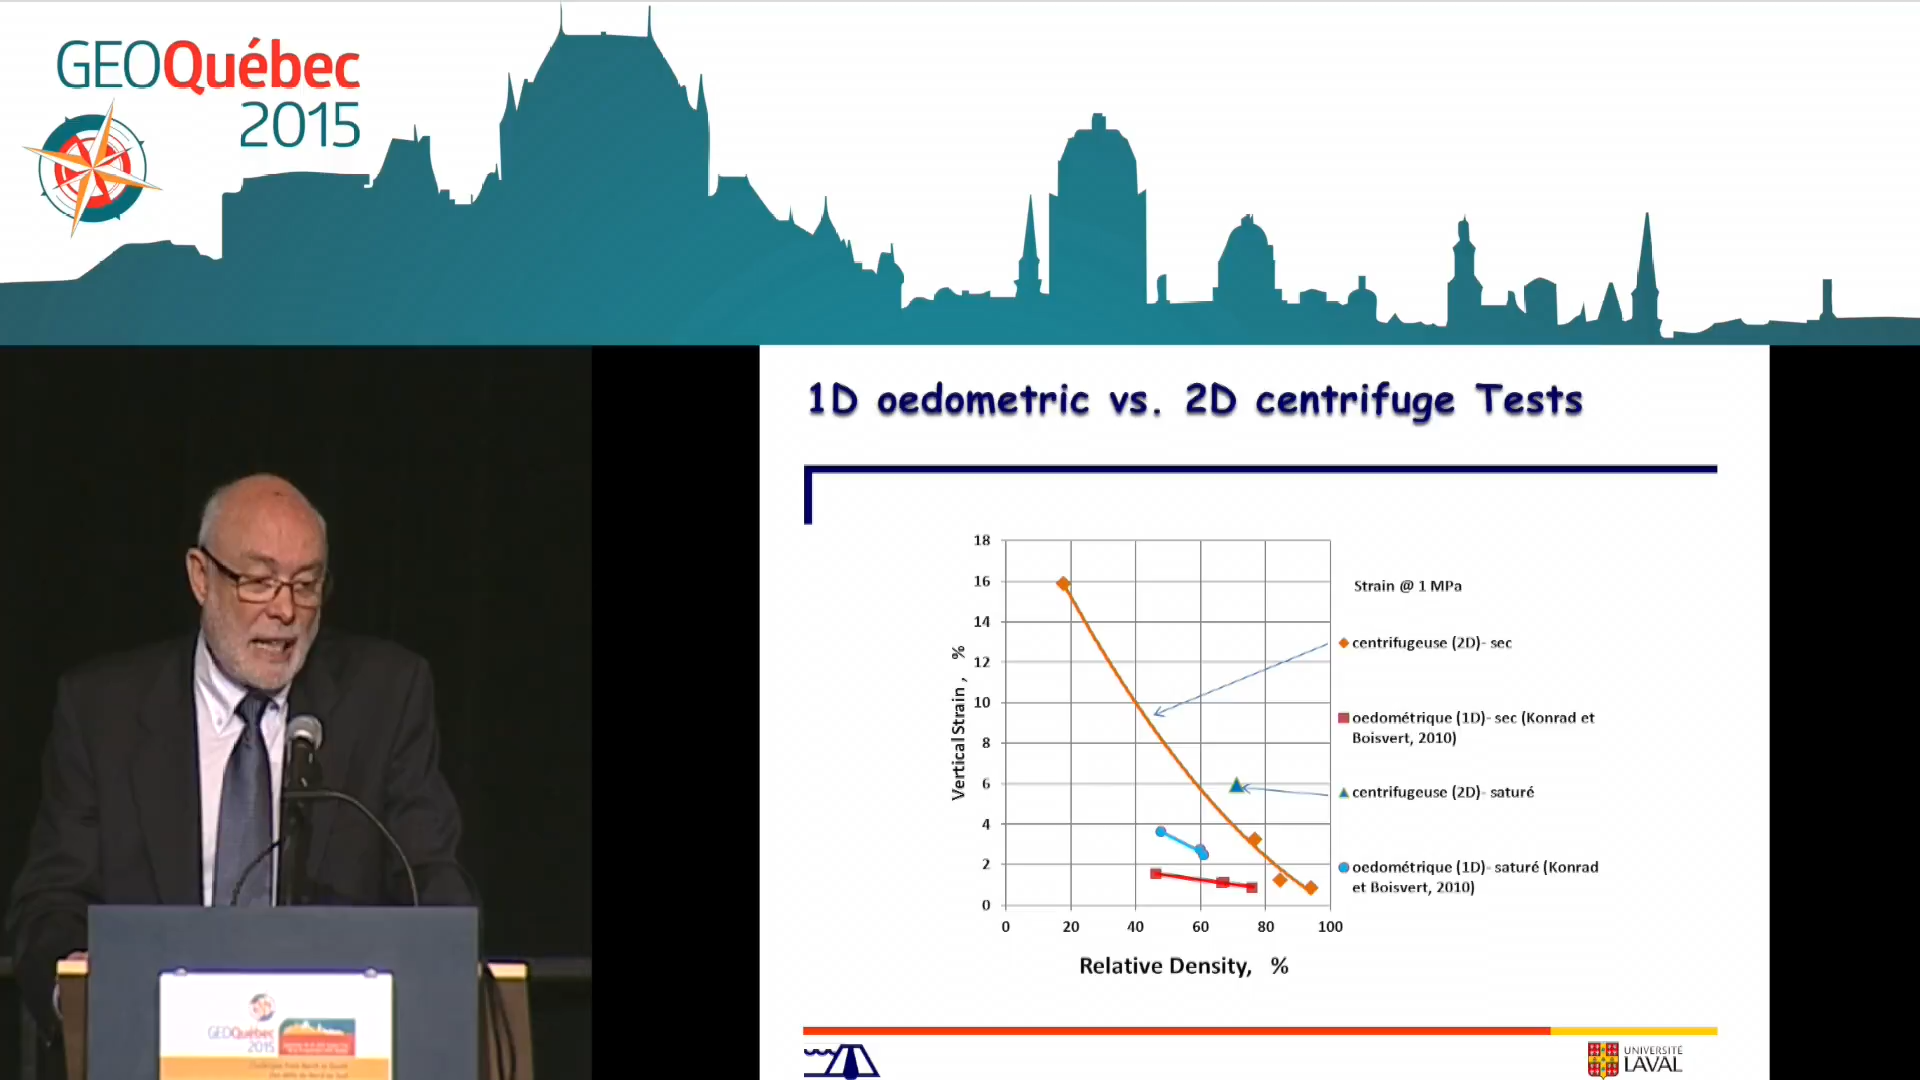 GEOQuébec
2015
1D oedometric vs. 2D centrifuge Tests
18
16
14
12
10
8
6
4
2
0
Vertical Strain , %
0 20 40 60 80 100
Relative Density, %
Strain @ 1 MPa
centrifugeuse (2D)- sec
oedométrique (1D)- sec (Konrad et
Boisvert, 2010)
centrifugeuse (2D)- saturé
oedométrique (1D)- saturé (Konrad
et Boisvert, 2010)
UNIVERSITÉ
LAVAL
GEOQuébec
2015